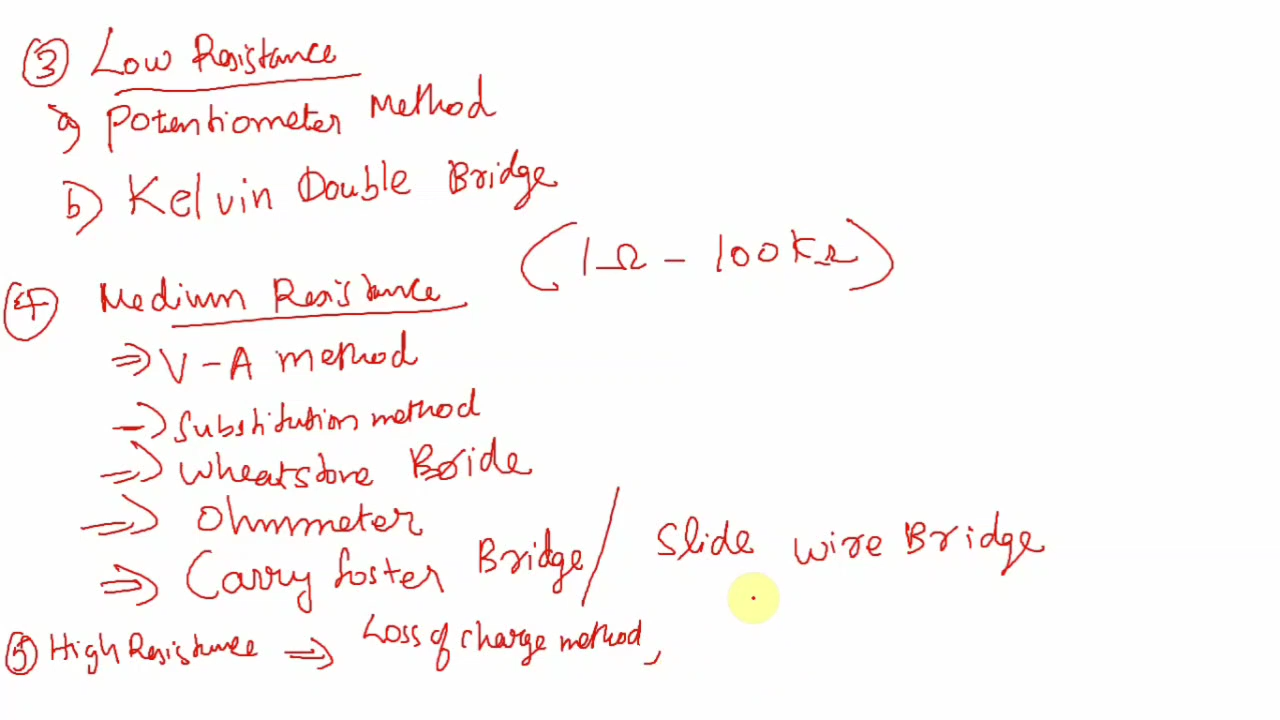 ③ Low Resistance
a) Potentiometer Method
b) Kelvin Double Bridge
(1Ω - 100KΩ)
④ Medium Resistance
⇒ V-A method
→ Substitution method
⇒ Wheatstone Bride
⇒ Ohmmeter
⇒ Carry foster Bridge / Slide wire Bridge
⑤ High Resistance ⇒ Loss of charge method,